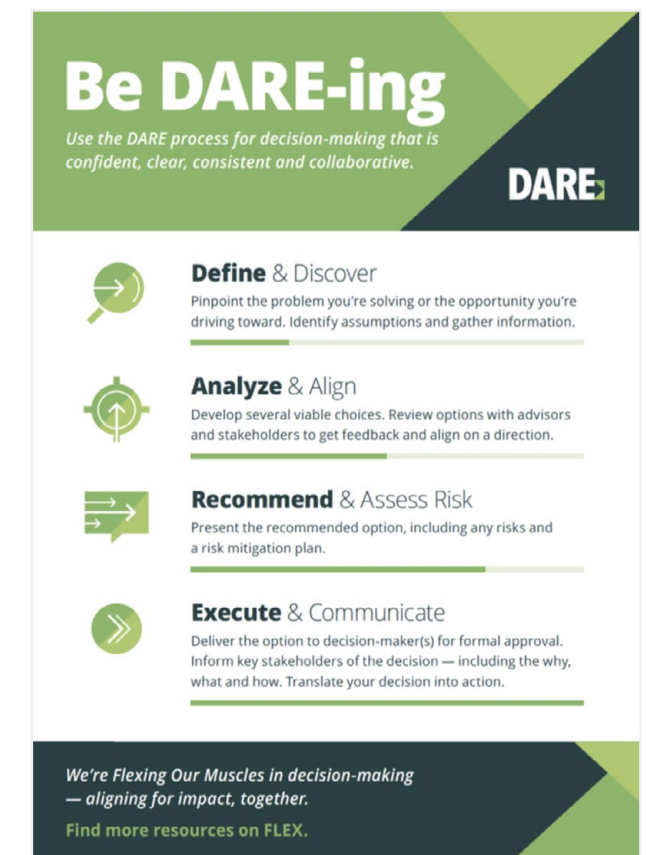 Be DARE-ing
Use the DARE process for decision-making that is
confident, clear, consistent and collaborative.
DARE
Define & Discover
Pinpoint the problem you’re solving or the opportunity you’re
driving toward. Identify assumptions and gather information.
Analyze & Align
Develop several viable choices. Review options with advisors
and stakeholders to get feedback and align on a direction.
Recommend & Assess Risk
Present the recommended option, including any risks and
a risk mitigation plan.
Execute & Communicate
Deliver the option to decision-maker(s) for formal approval.
Inform key stakeholders of the decision — including the why,
what and how. Translate your decision into action.
We’re Flexing Our Muscles in decision-making
— aligning for impact, together.
Find more resources on FLEX.